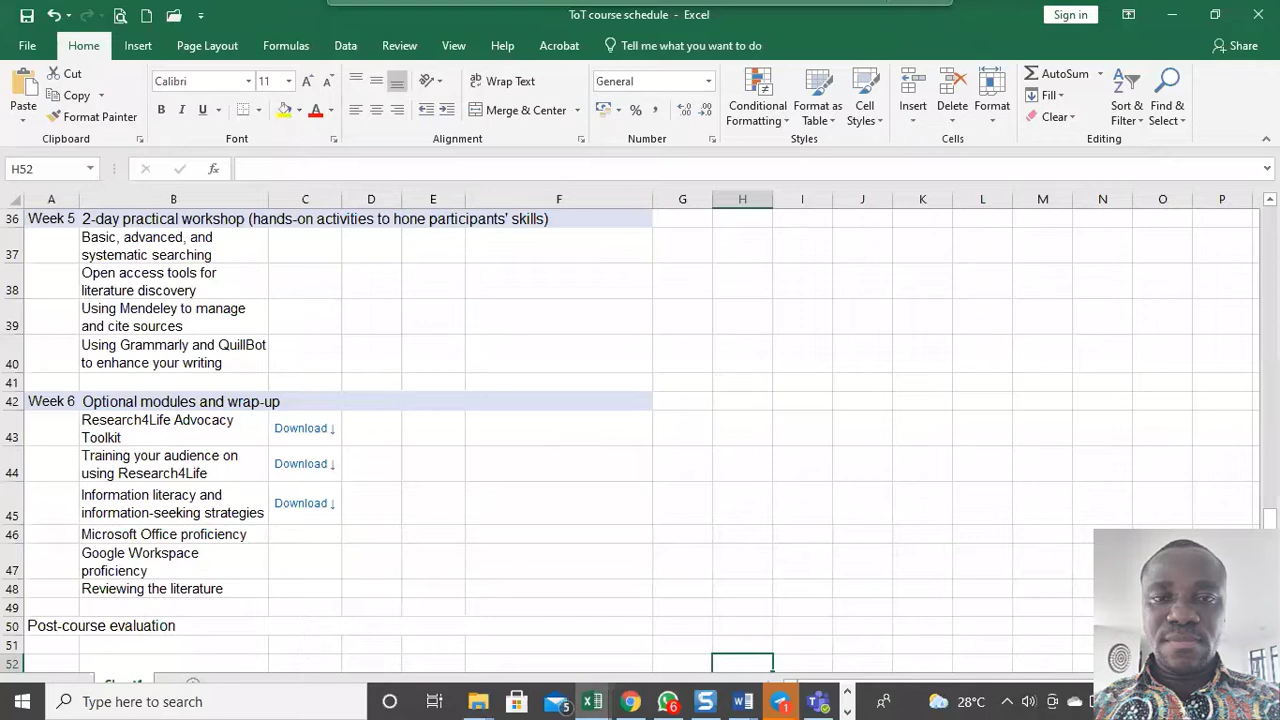 ToT course schedule - Excel
Sign in
File Home Insert Page Layout Formulas Data Review View Help Acrobat Tell me what you want to do Share
Paste
Cut
Copy
Format Painter
Clipboard
Calibri 11
B I U
Font
Wrap Text
Merge & Center
Alignment
General
%
Number
Conditional
Formatting
Format as
Table
Cell
Styles
Styles
Insert
Delete
Format
Cells
AutoSum
Fill
Clear
Sort &
Filter
Find &
Select
Editing
H52
fx
A B C D E F G H I J K L M N O P
36 Week 5 2-day practical workshop (hands-on activities to hone participants' skills)
Basic, advanced, and
37 systematic searching
Open access tools for
38 literature discovery
Using Mendeley to manage
39 and cite sources
Using Grammarly and QuillBot
40 to enhance your writing
41
42 Week 6 Optional modules and wrap-up
Research4Life Advocacy
43 Toolkit Download ↓
Training your audience on
44 using Research4Life Download ↓
Information literacy and
45 information-seeking strategies Download ↓
46 Microsoft Office proficiency
Google Workspace
47 proficiency
48 Reviewing the literature
49
50 Post-course evaluation
51
52
Type here to search
5
6
1
28°C